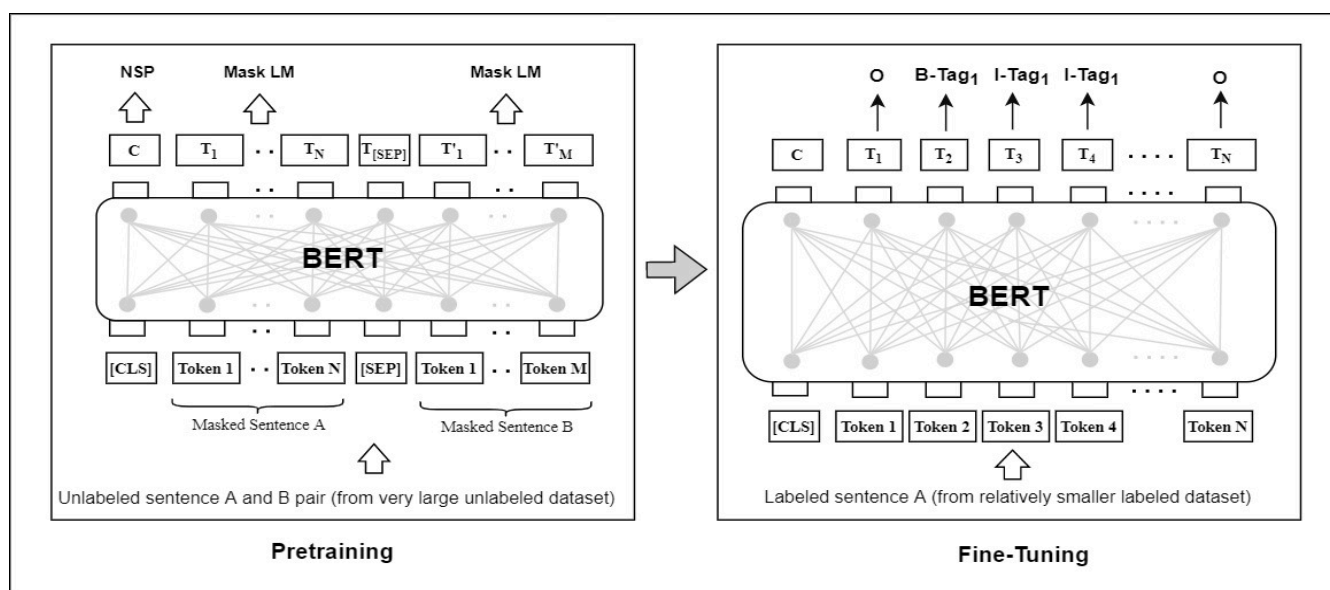 NSP Mask LM Mask LM
C T1 . . TN T[SEP] T'1 . . T'M
. . . .
BERT
. . . .
[CLS] Token 1 . . Token N [SEP] Token 1 . . Token M
Masked Sentence A Masked Sentence B
Unlabeled sentence A and B pair (from very large unlabeled dataset)
Pretraining
O B-Tag1 I-Tag1 I-Tag1 O
C T1 T2 T3 T4 . . . . TN
. . . .
BERT
. . . .
[CLS] Token 1 Token 2 Token 3 Token 4 . . . . Token N
Labeled sentence A (from relatively smaller labeled dataset)
Fine-Tuning